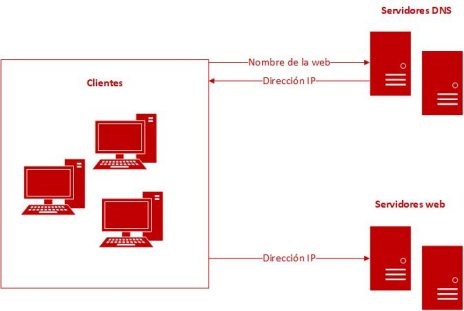 Servidores DNS
Nombre de la web
Clientes
Dirección IP
Servidores web
Dirección IP